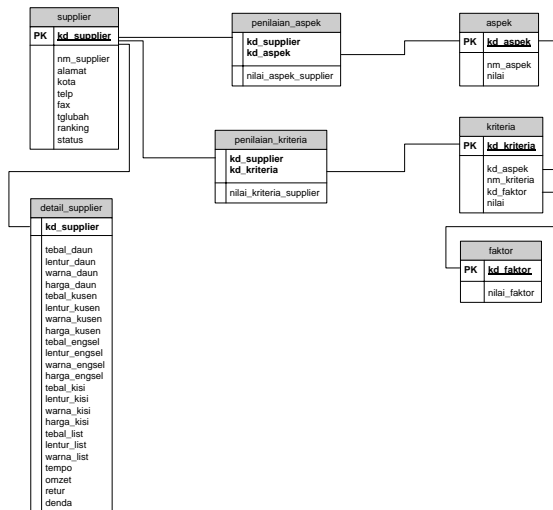 supplier
PK kd_supplier
nm_supplier
alamat
kota
telp
fax
tglubah
ranking
status
penilaian_aspek
kd_supplier
kd_aspek
nilai_aspek_supplier
aspek
PK kd_aspek
nm_aspek
nilai
penilaian_kriteria
kd_supplier
kd_kriteria
nilai_kriteria_supplier
kriteria
PK kd_kriteria
kd_aspek
nm_kriteria
kd_faktor
nilai
detail_supplier
kd_supplier
tebal_daun
lentur_daun
warna_daun
harga_daun
tebal_kusen
lentur_kusen
warna_kusen
harga_kusen
tebal_engsel
lentur_engsel
warna_engsel
harga_engsel
tebal_kisi
lentur_kisi
warna_kisi
harga_kisi
tebal_list
lentur_list
warna_list
tempo
omzet
retur
denda
faktor
PK kd_faktor
nilai_faktor